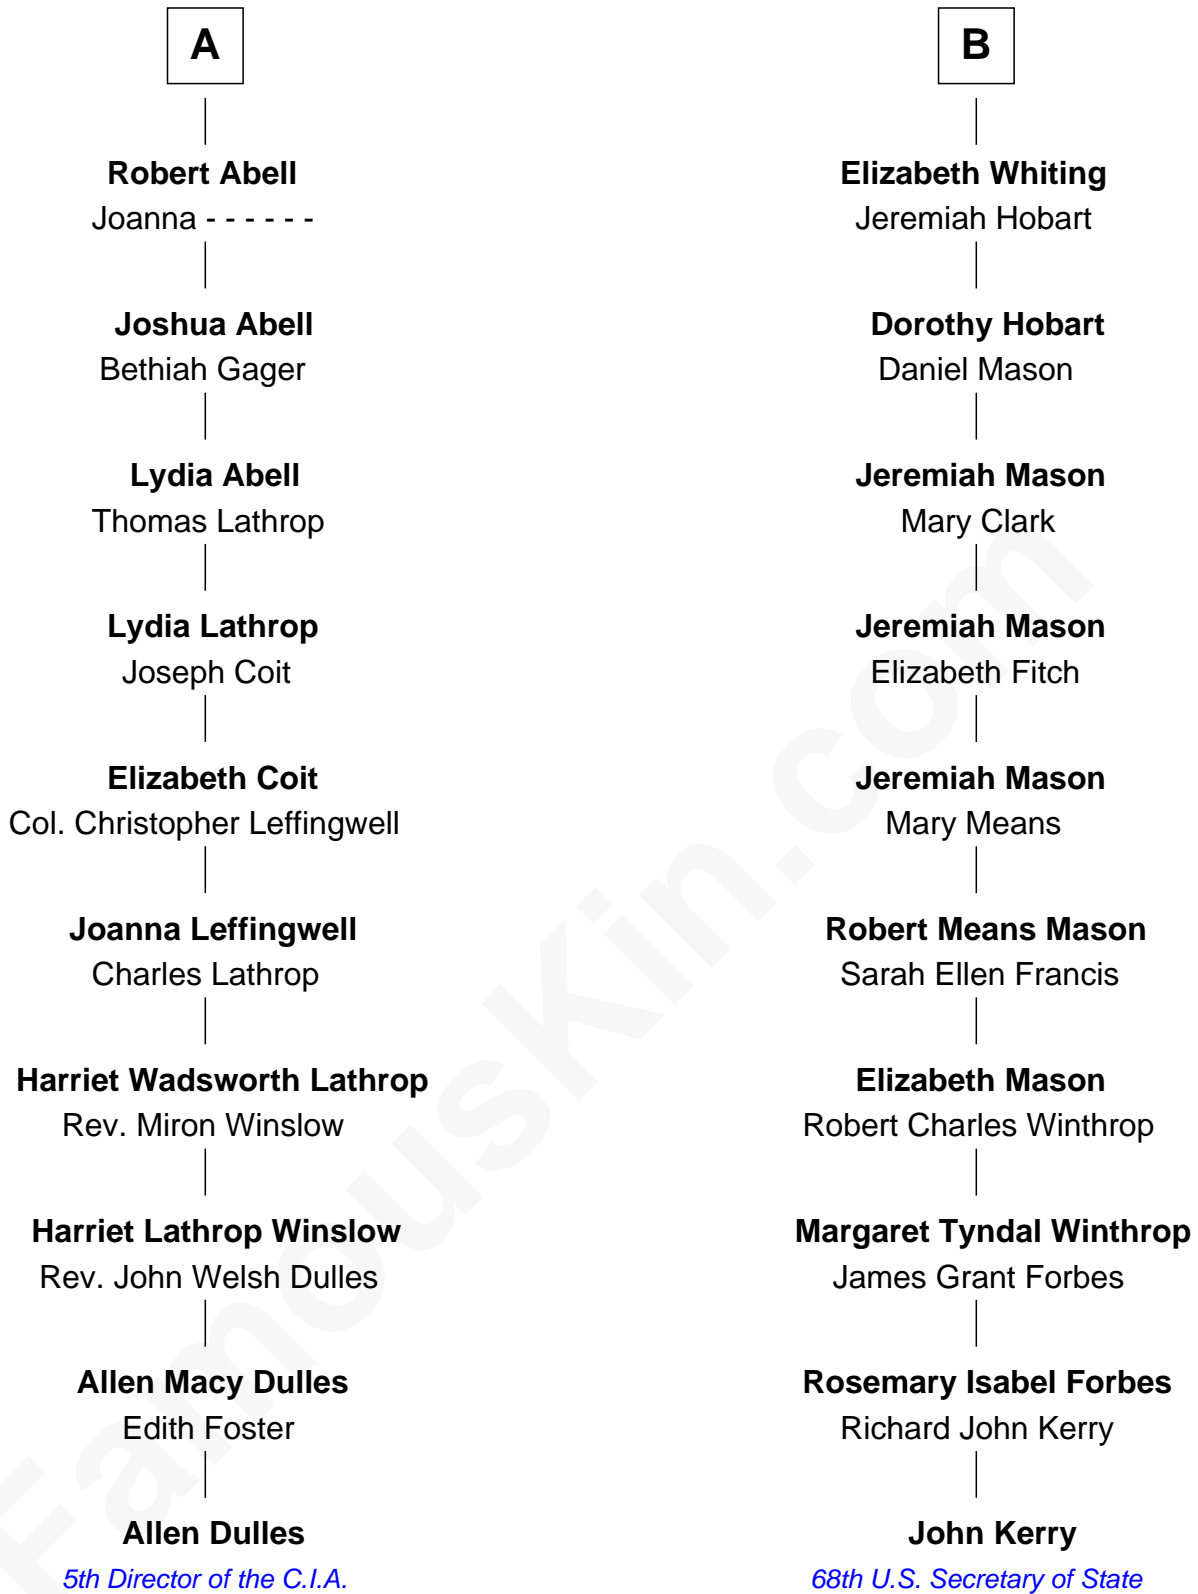 A
Robert Abell
Joanna - - - - - -
Joshua Abell
Bethiah Gager
Lydia Abell
Thomas Lathrop
Lydia Lathrop
Joseph Coit
Elizabeth Coit
Col. Christopher Leffingwell
Joanna Leffingwell
Charles Lathrop
Harriet Wadsworth Lathrop
Rev. Miron Winslow
Harriet Lathrop Winslow
Rev. John Welsh Dulles
Allen Macy Dulles
Edith Foster
Allen Dulles
5th Director of the C.I.A.
B
Elizabeth Whiting
Jeremiah Hobart
Dorothy Hobart
Daniel Mason
Jeremiah Mason
Mary Clark
Jeremiah Mason
Elizabeth Fitch
Jeremiah Mason
Mary Means
Robert Means Mason
Sarah Ellen Francis
Elizabeth Mason
Robert Charles Winthrop
Margaret Tyndal Winthrop
James Grant Forbes
Rosemary Isabel Forbes
Richard John Kerry
John Kerry
68th U.S. Secretary of State
FamousKin.com